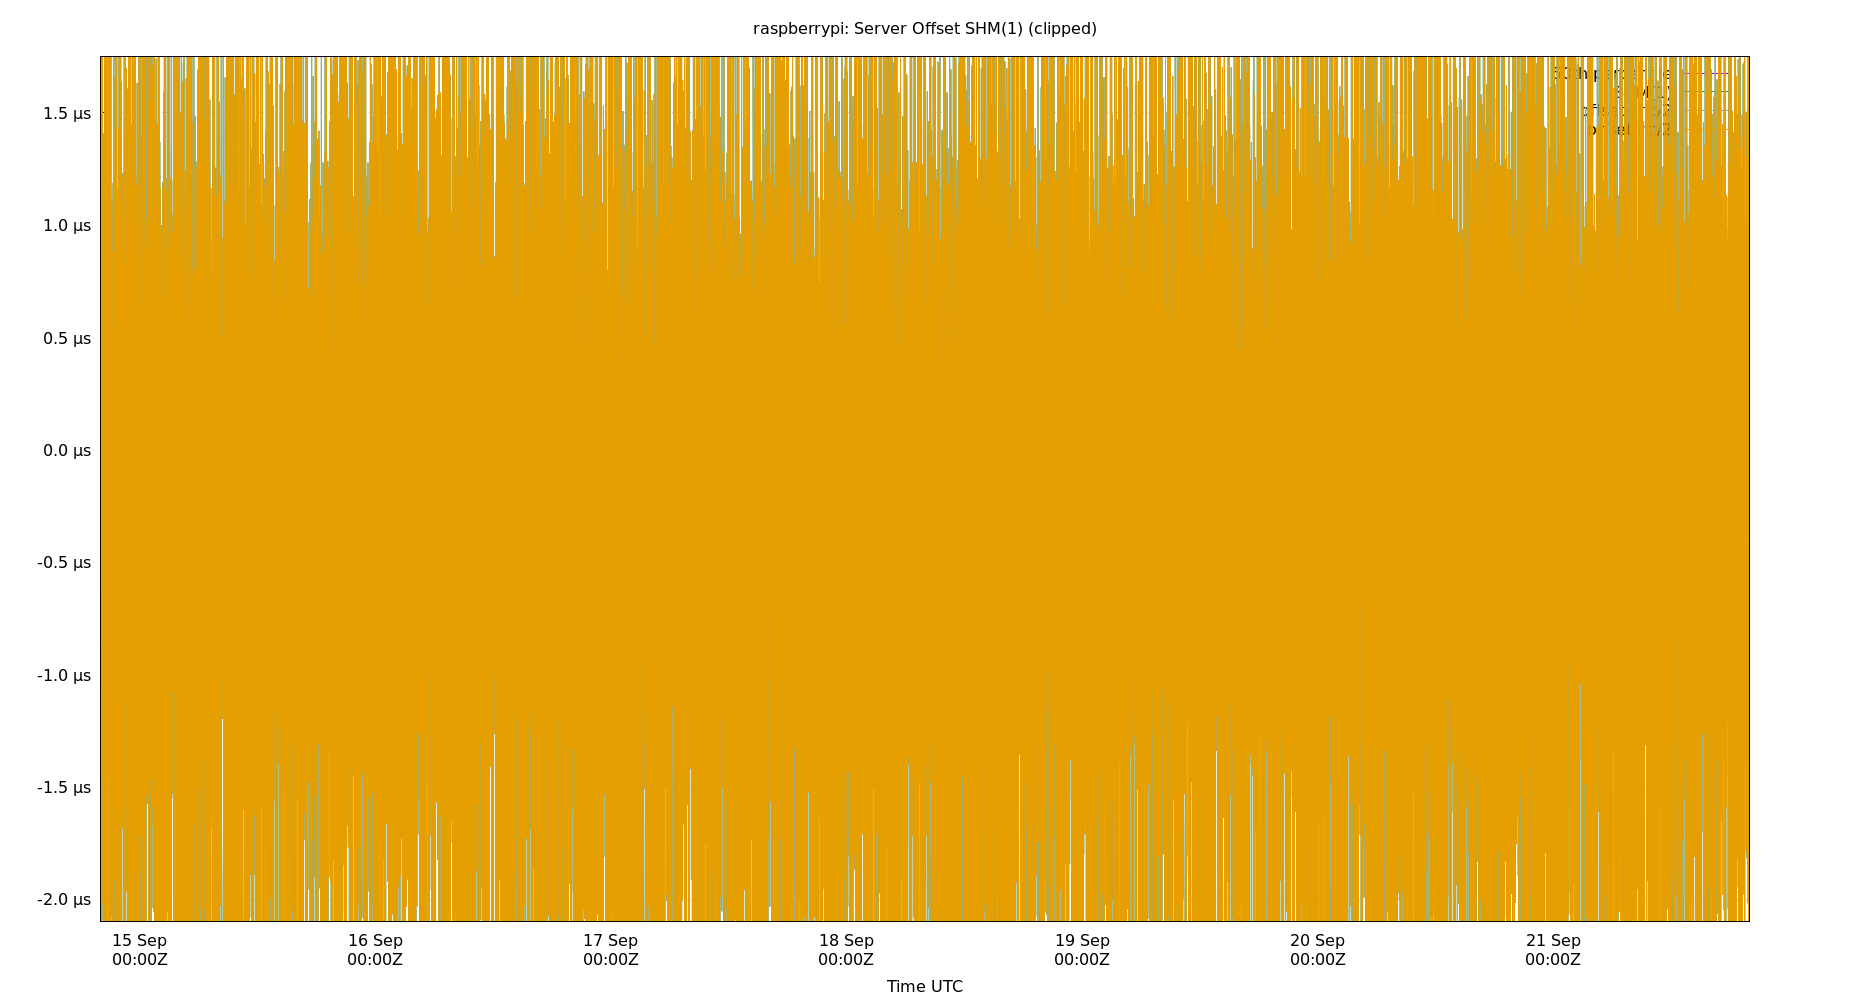 raspberrypi: Server Offset SHM(1) (clipped)
1.5 µs
1.0 µs
0.5 µs
0.0 µs
-0.5 µs
-1.0 µs
-1.5 µs
-2.0 µs
15 Sep 16 Sep 17 Sep 18 Sep 19 Sep 20 Sep 21 Sep
00:00Z 00:00Z 00:00Z 00:00Z 00:00Z 00:00Z 00:00Z
Time UTC